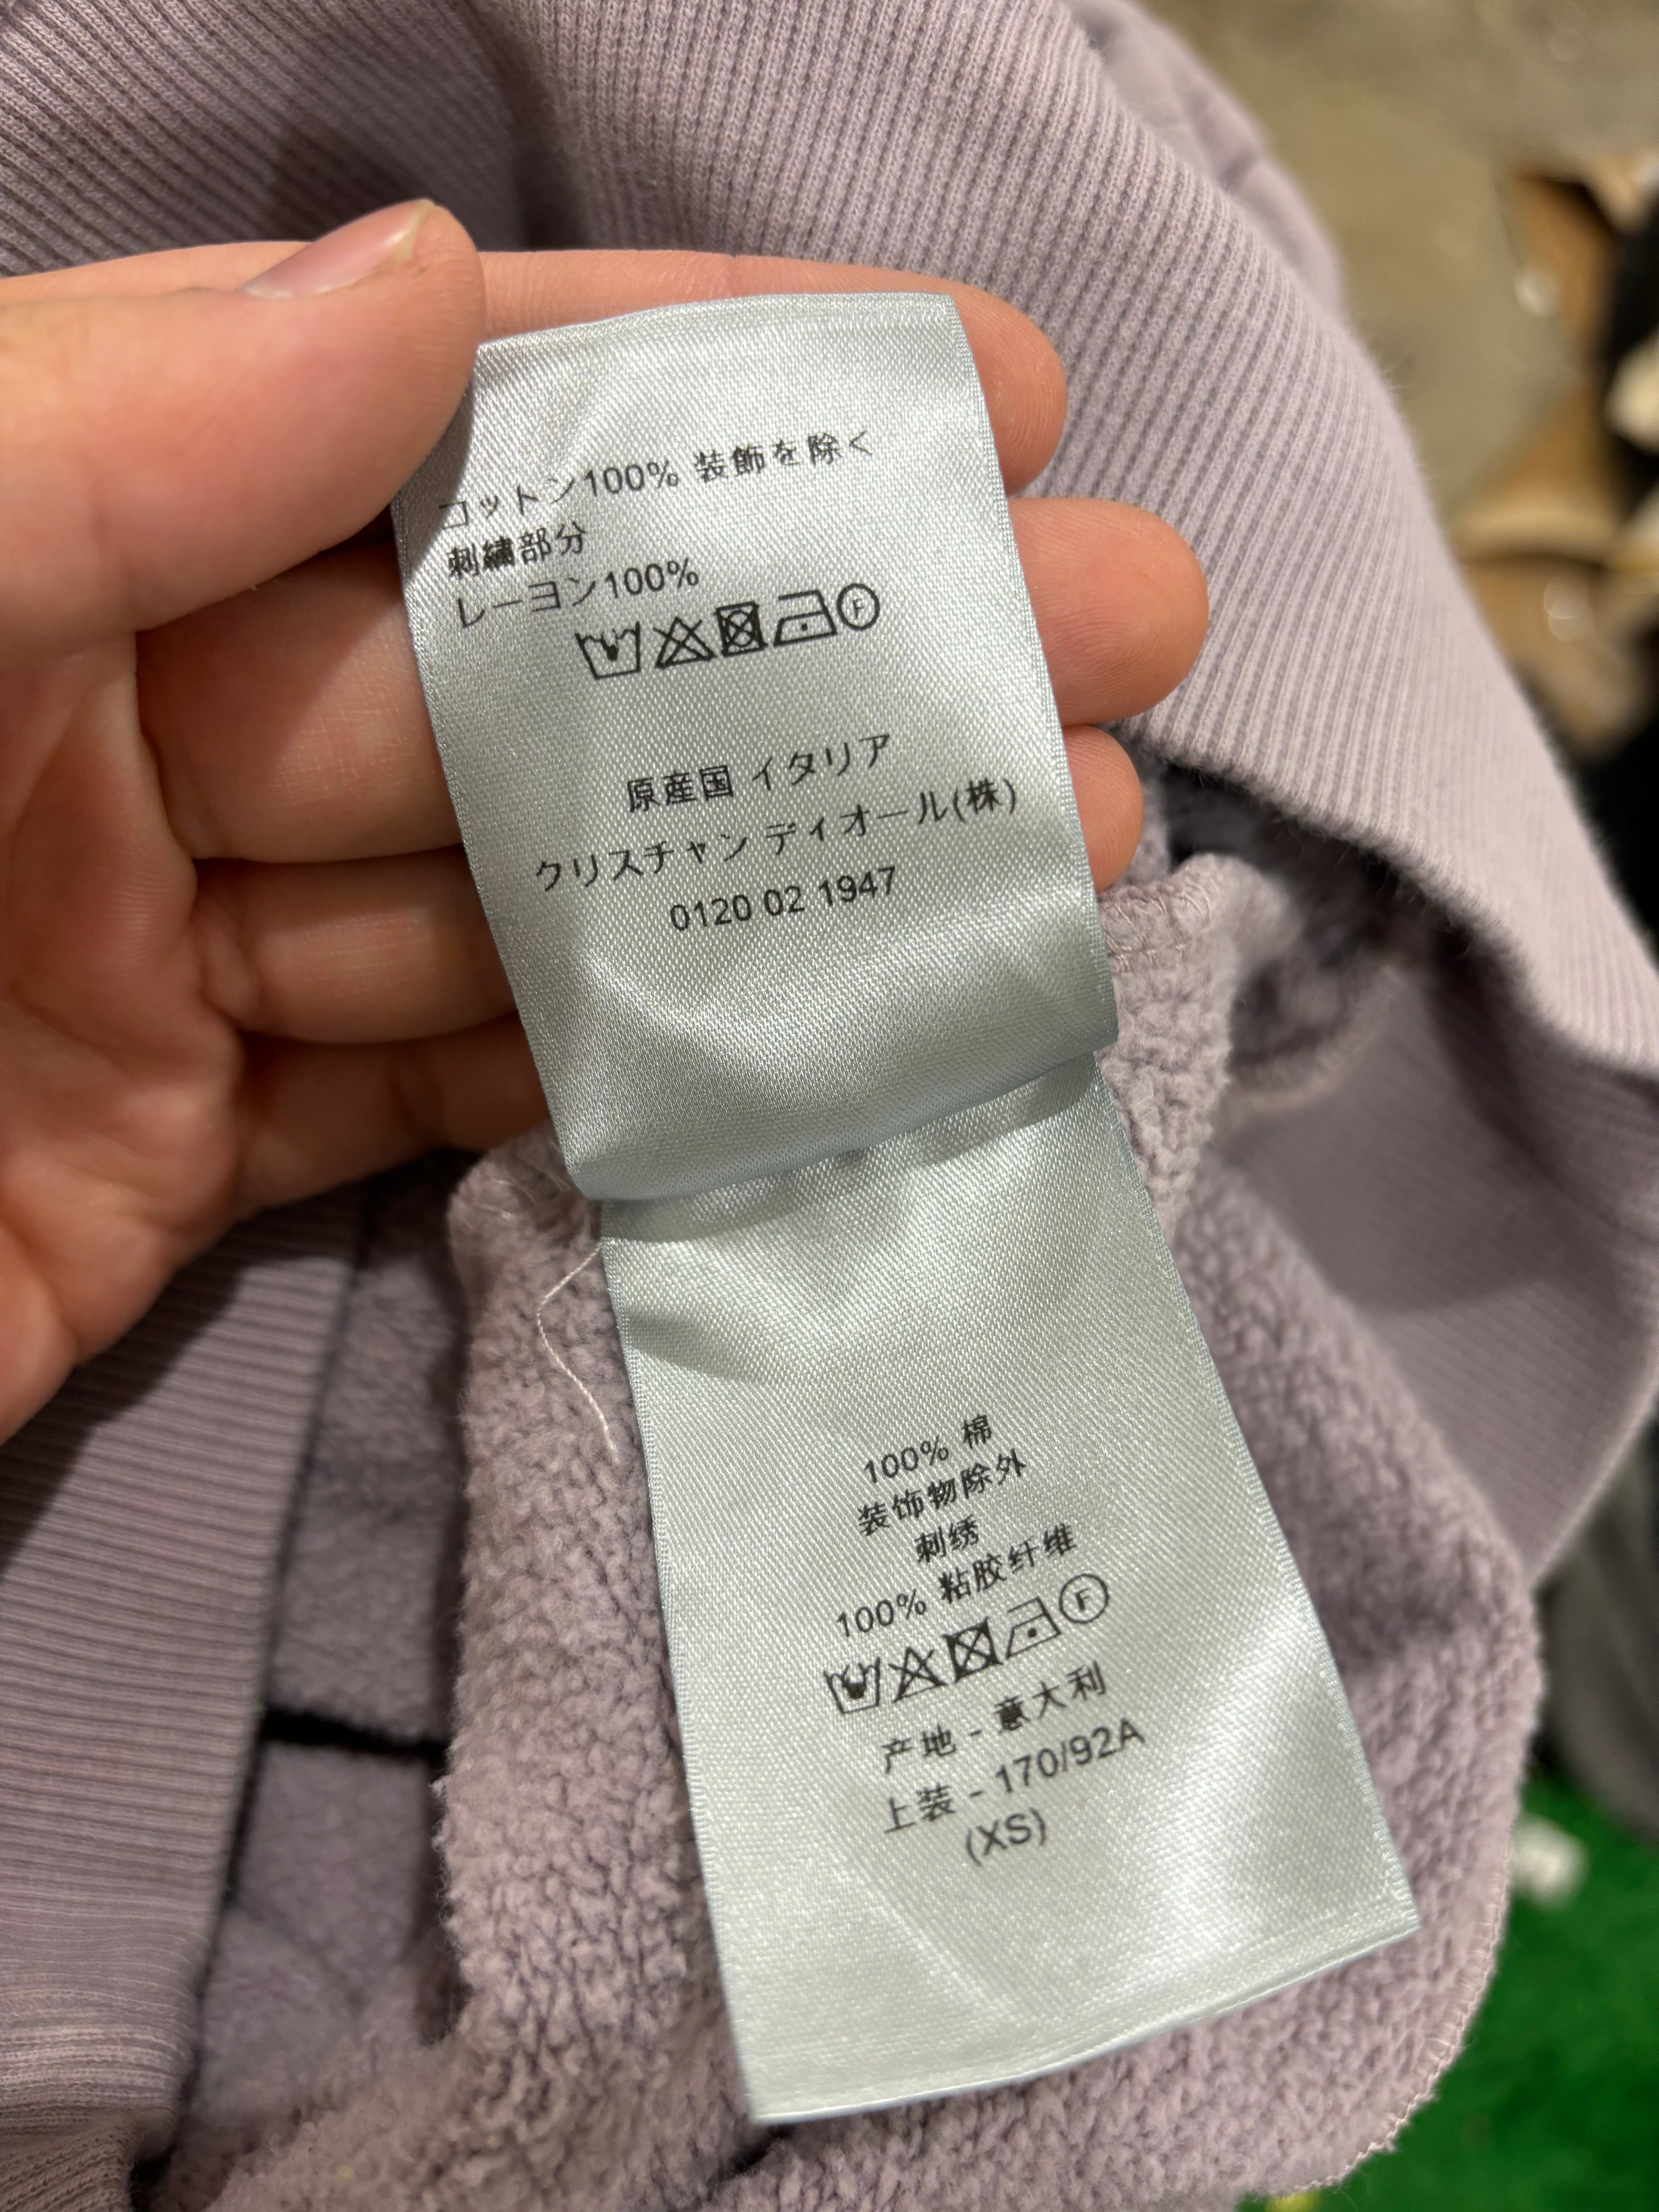 コットン100% 装飾を除く
刺繍部分
レーヨン100%
F
原産国 イタリア
クリスチャン ディオール(株)
0120 02 1947
100% 棉
装饰物除外
刺绣
100% 粘胶纤维
F
产地 - 意大利
上装 - 170/92A
(XS)